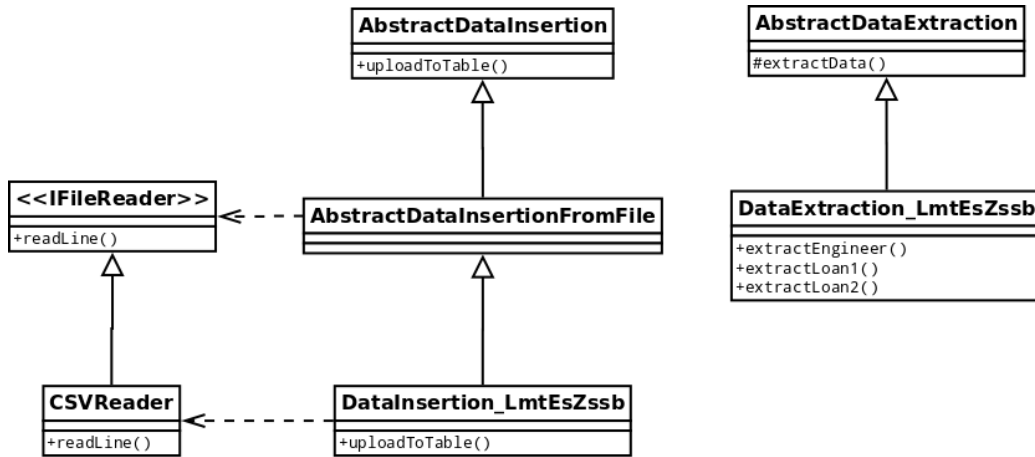 AbstractDataInsertion
+uploadToTable()
AbstractDataExtraction
#extractData()
<<IFileReader>>
+readLine()
AbstractDataInsertionFromFile
DataExtraction_LmtEsZssb
+extractEngineer()
+extractLoan1()
+extractLoan2()
CSVReader
+readLine()
DataInsertion_LmtEsZssb
+uploadToTable()